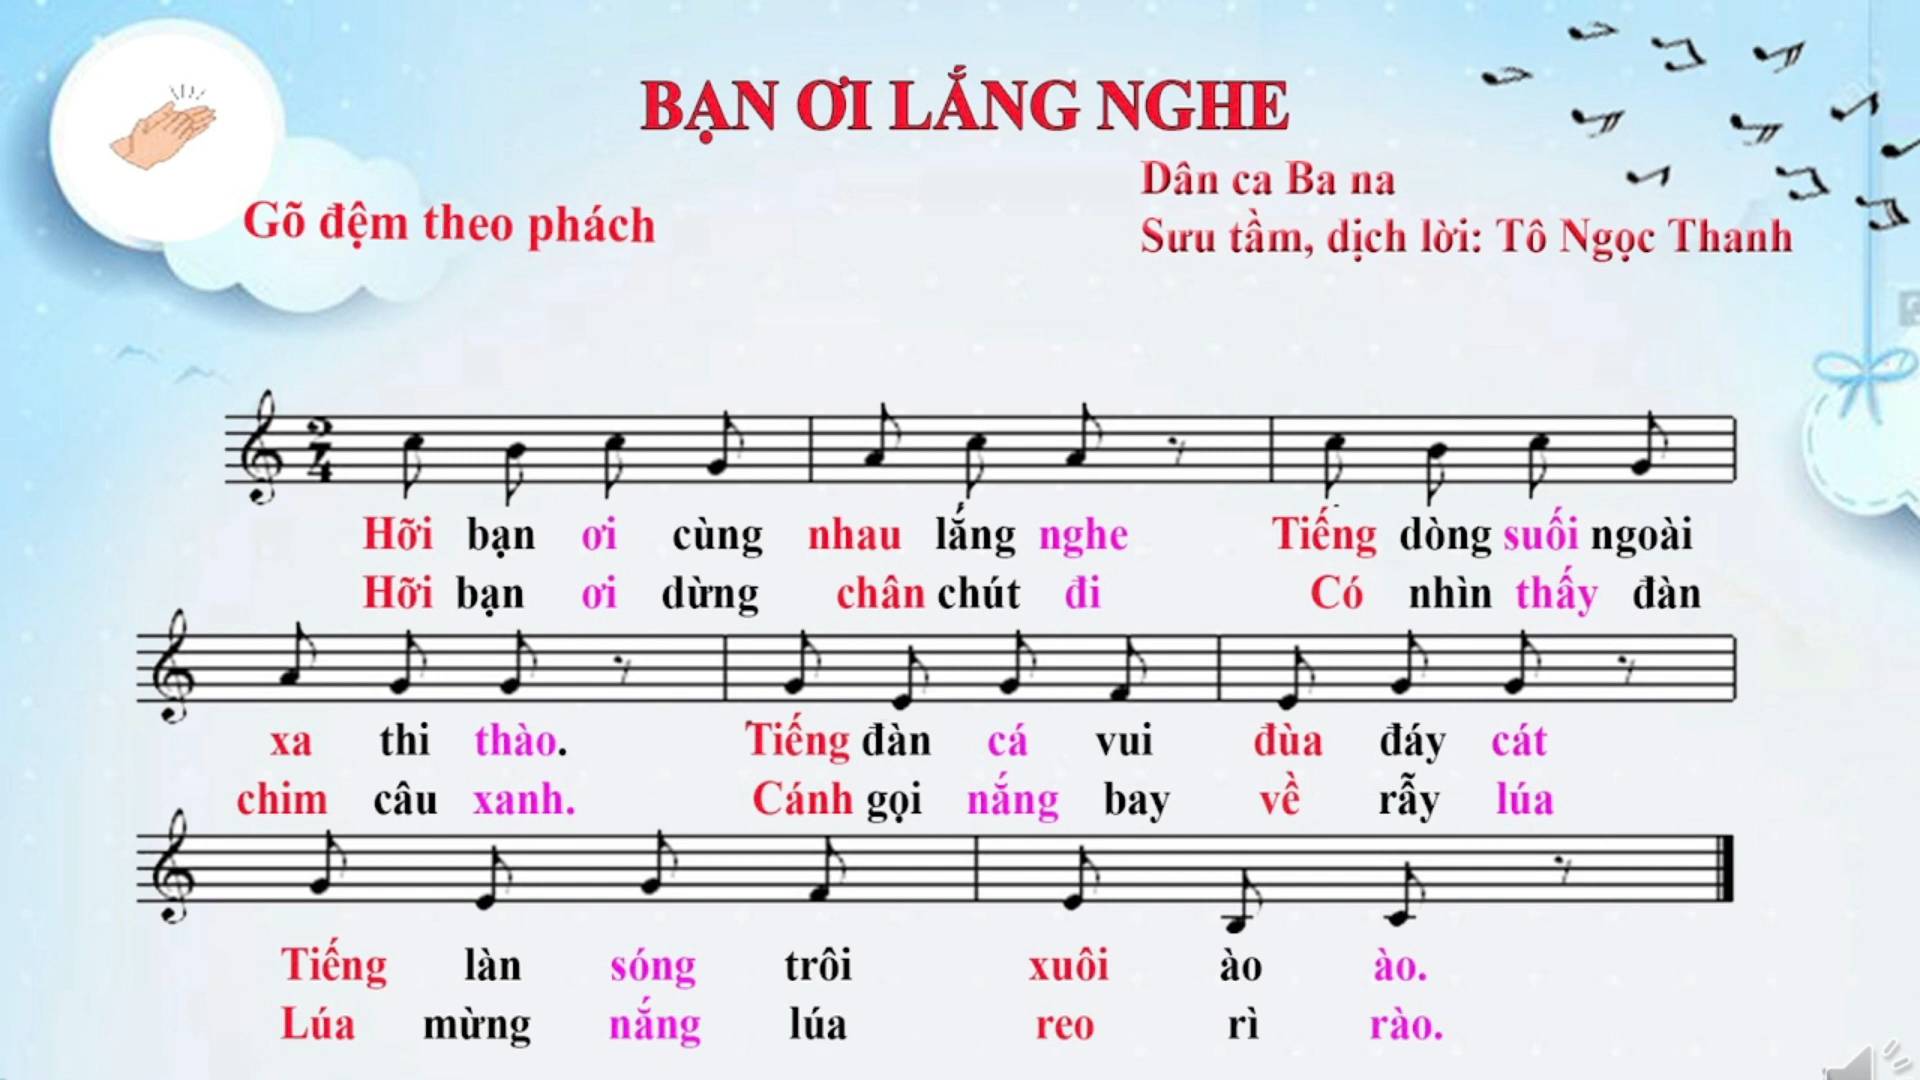 BẠN ƠI LẮNG NGHE
Dân ca Ba na
Gõ đệm theo phách
Sưu tầm, dịch lời: Tô Ngọc Thanh
2
4
Hỡi bạn ơi cùng nhau lắng nghe Tiếng dòng suối ngoài
Hỡi bạn ơi dừng chân chút đi Có nhìn thấy đàn
xa thi thào. Tiếng đàn cá vui đùa đáy cát
chim câu xanh. Cánh gọi nắng bay về rẫy lúa
Tiếng làn sóng trôi xuôi ào ào.
Lúa mừng nắng lúa reo rì rào.